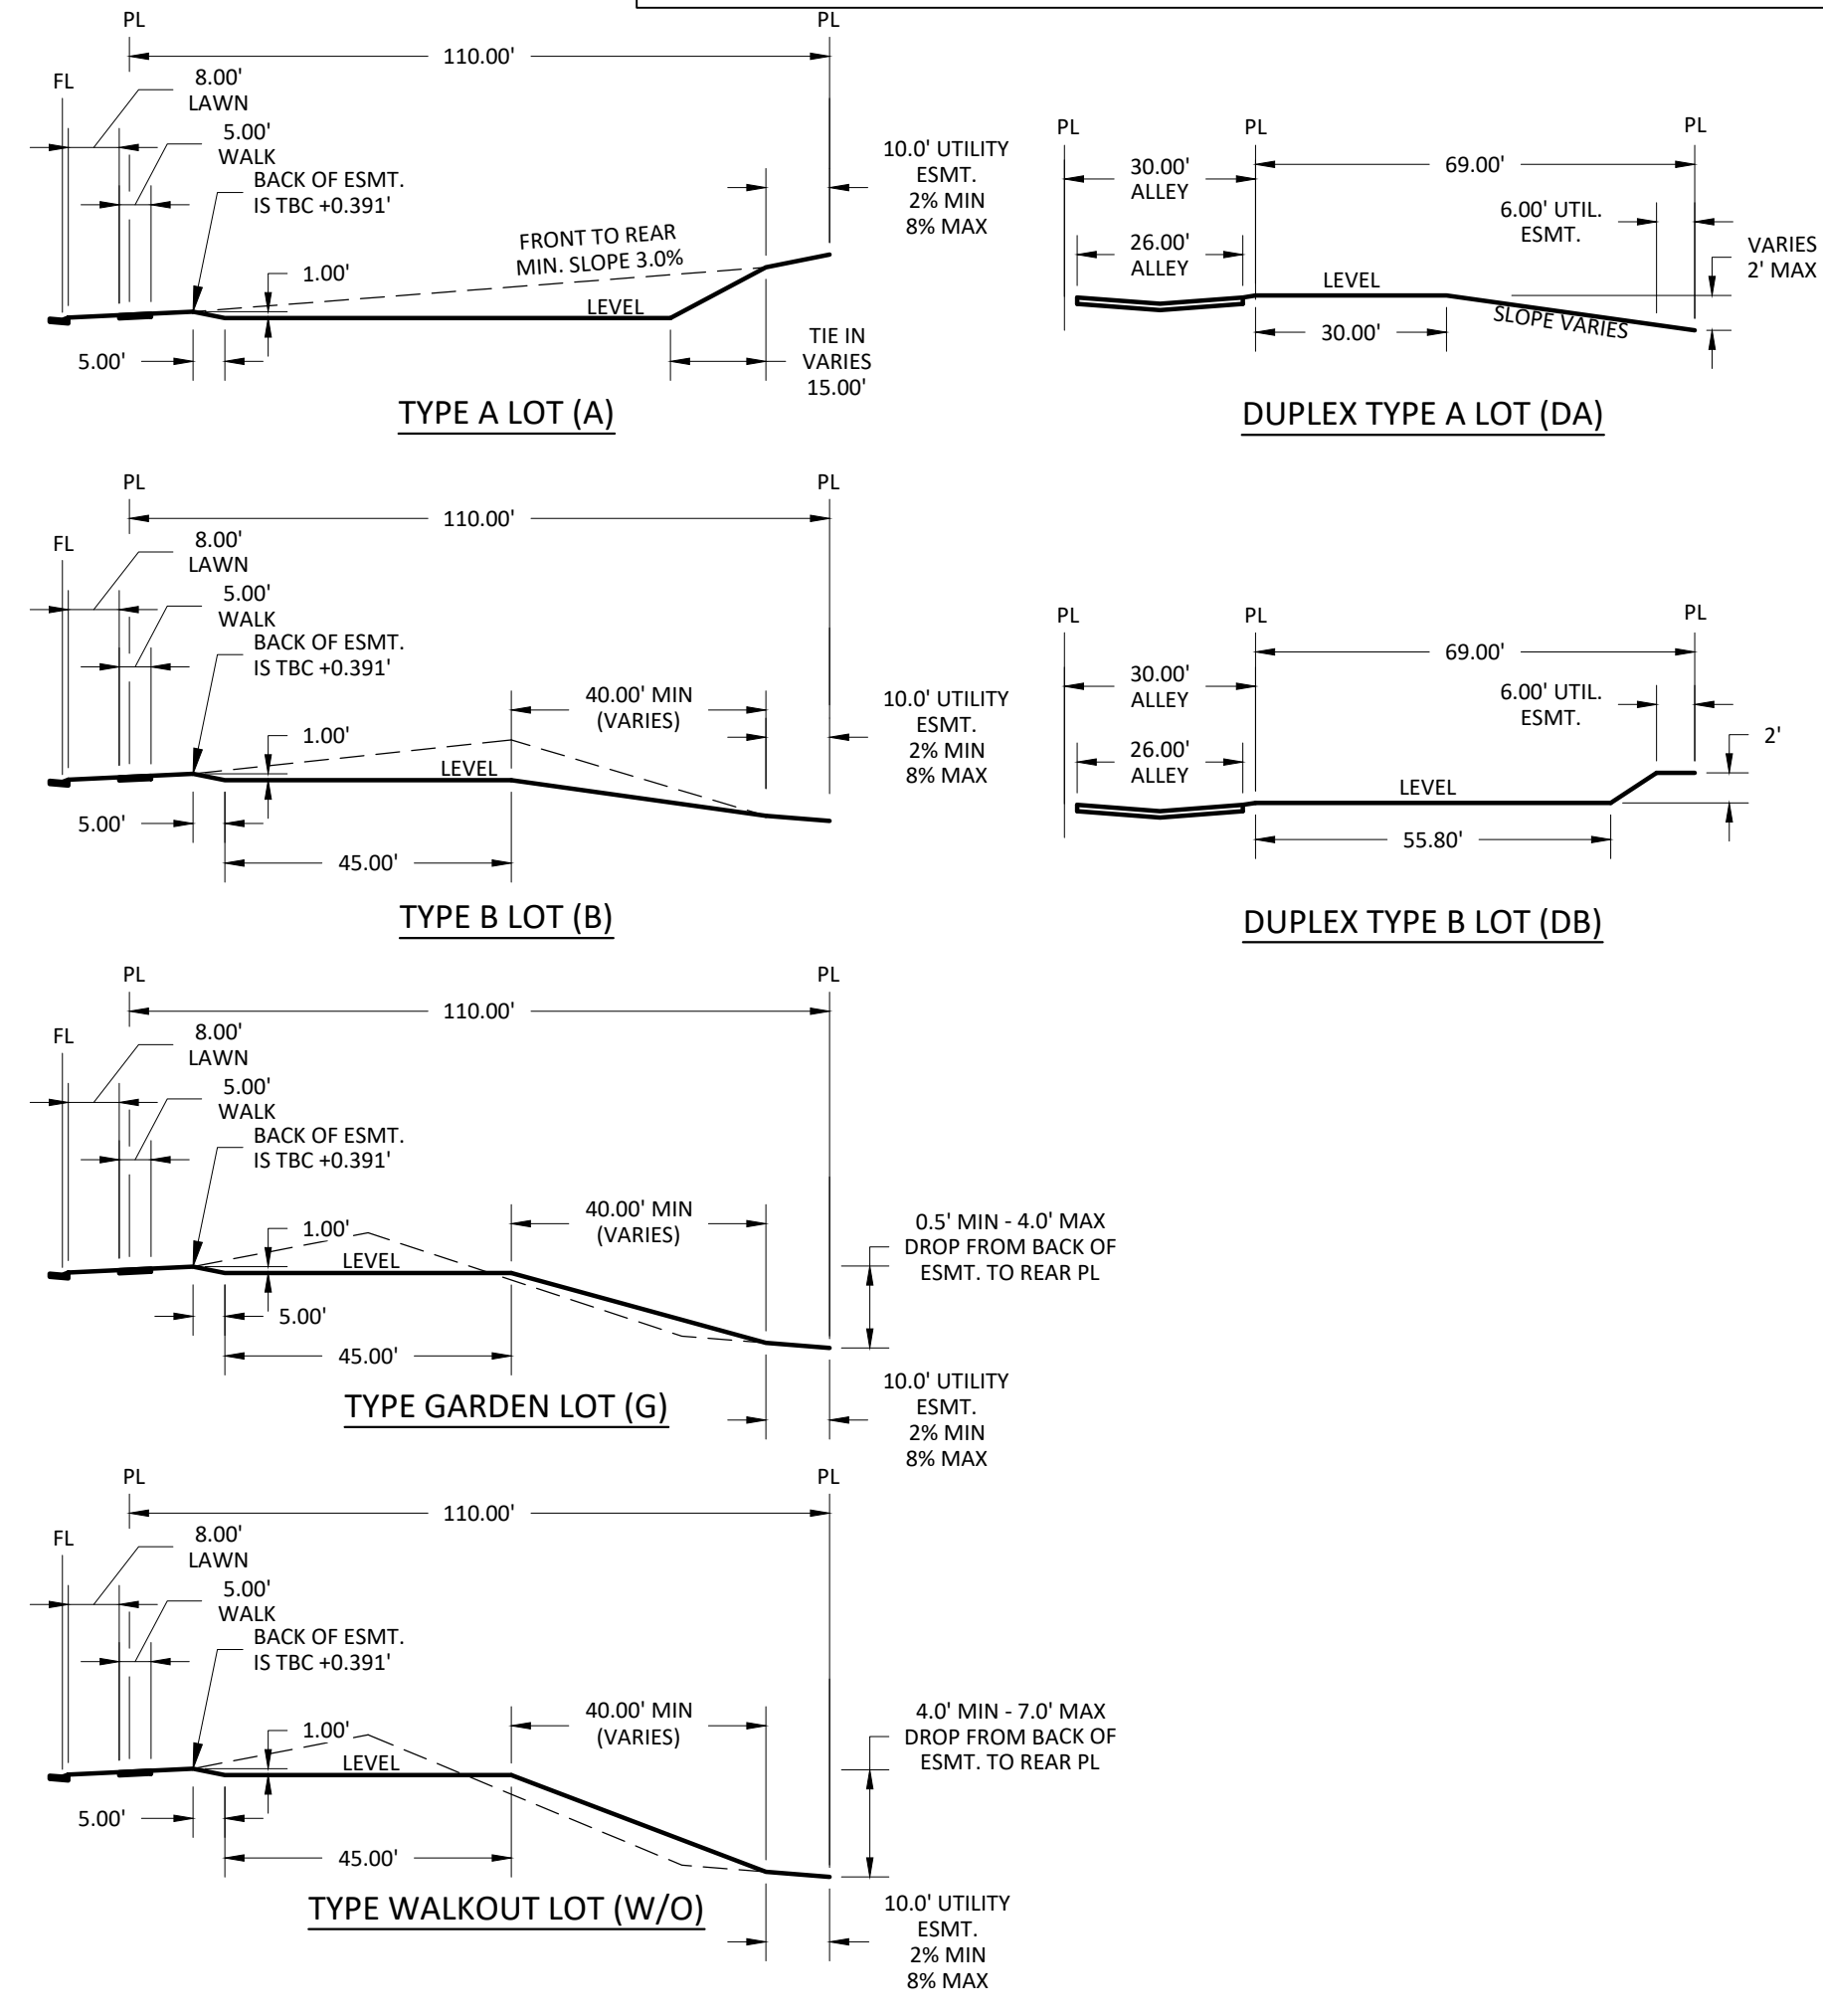 PL
PL
110.00'
FL
8.00'
LAWN
5.00'
WALK
BACK OF ESMT.
IS TBC +0.391'
10.0' UTILITY
ESMT.
2% MIN
8% MAX
FRONT TO REAR
MIN. SLOPE 3.0%
1.00'
LEVEL
5.00'
TIE IN
VARIES
15.00'
TYPE A LOT (A)
PL
PL
PL
30.00'
ALLEY
69.00'
6.00' UTIL.
ESMT.
26.00'
ALLEY
VARIES
2' MAX
LEVEL
SLOPE VARIES
30.00'
DUPLEX TYPE A LOT (DA)
PL
PL
110.00'
FL
8.00'
LAWN
5.00'
WALK
BACK OF ESMT.
IS TBC +0.391'
40.00' MIN
(VARIES)
10.0' UTILITY
ESMT.
2% MIN
8% MAX
1.00'
LEVEL
5.00'
45.00'
TYPE B LOT (B)
PL
PL
PL
30.00'
ALLEY
69.00'
6.00' UTIL.
ESMT.
26.00'
ALLEY
2'
LEVEL
55.80'
DUPLEX TYPE B LOT (DB)
PL
PL
110.00'
FL
8.00'
LAWN
5.00'
WALK
BACK OF ESMT.
IS TBC +0.391'
40.00' MIN
(VARIES)
0.5' MIN - 4.0' MAX
DROP FROM BACK OF
ESMT. TO REAR PL
1.00'
LEVEL
5.00'
45.00'
10.0' UTILITY
ESMT.
2% MIN
8% MAX
TYPE GARDEN LOT (G)
PL
PL
110.00'
FL
8.00'
LAWN
5.00'
WALK
BACK OF ESMT.
IS TBC +0.391'
40.00' MIN
(VARIES)
4.0' MIN - 7.0' MAX
DROP FROM BACK OF
ESMT. TO REAR PL
1.00'
LEVEL
5.00'
45.00'
10.0' UTILITY
ESMT.
2% MIN
8% MAX
TYPE WALKOUT LOT (W/O)